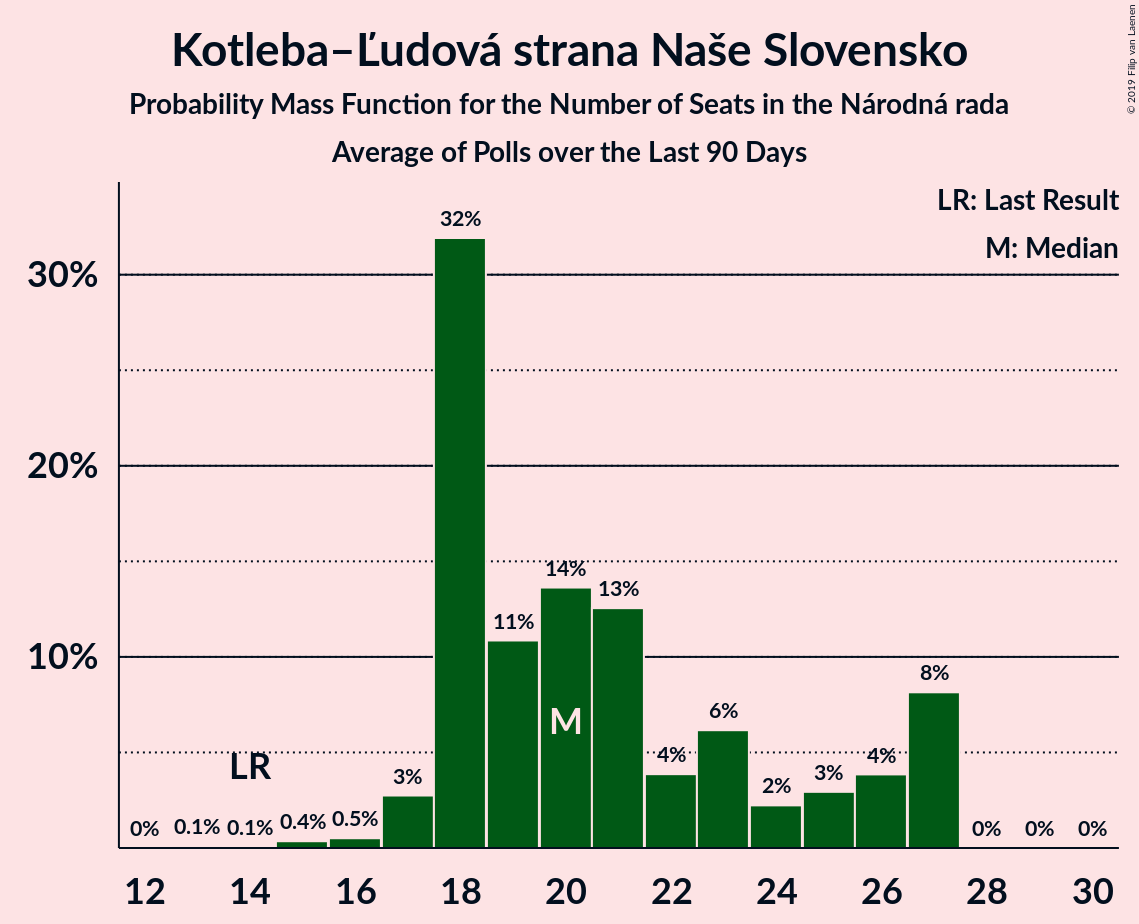 Kotleba–Ľudová strana Naše Slovensko
Probability Mass Function for the Number of Seats in the Národná rada
Average of Polls over the Last 90 Days
© 2019 Filip van Laenen
LR: Last Result
M: Median
30%
20%
10%
0%
0.1%
0.1%
0.4%
0.5%
3%
32%
11%
14%
13%
4%
6%
2%
3%
4%
8%
0%
0%
0%
LR
M
12 14 16 18 20 22 24 26 28 30